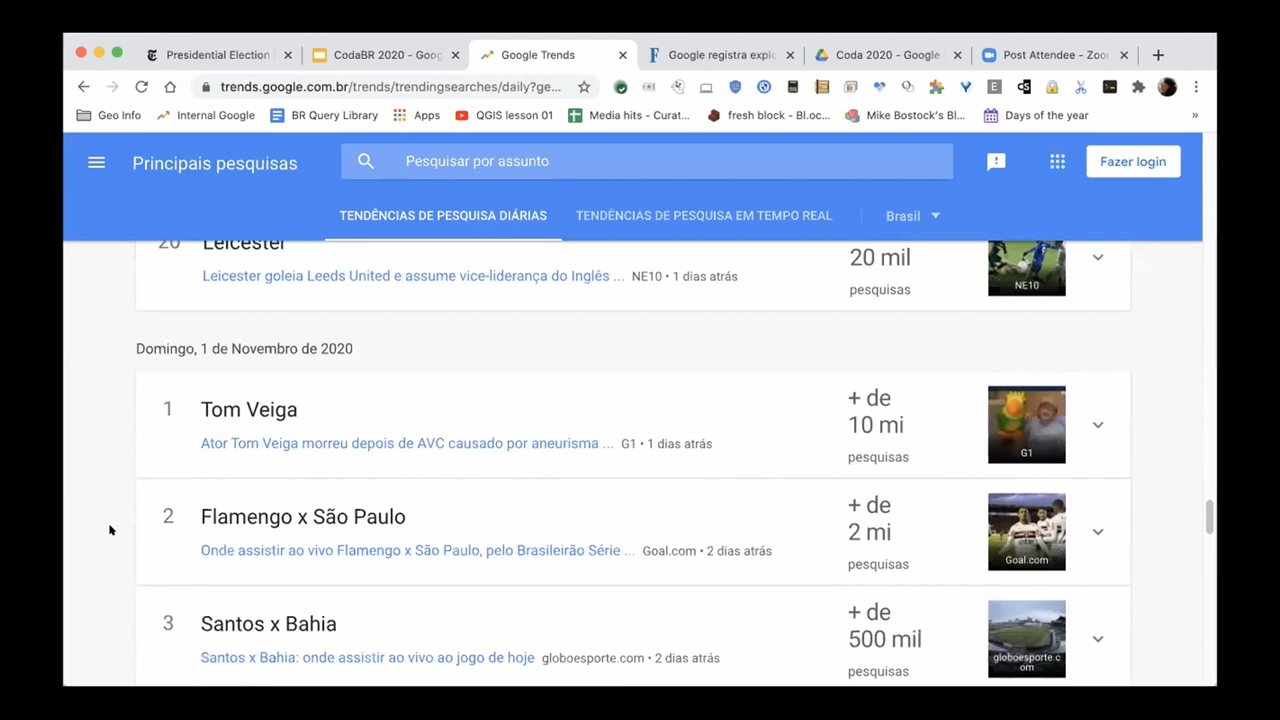 Presidential Election
CodaBR 2020 - Goog
Google Trends
Google registra explo
Coda 2020 - Google
Post Attendee - Zoo
trends.google.com.br/trends/trendingsearches/daily?ge...
Geo Info
Internal Google
BR Query Library
Apps
QGIS lesson 01
Media hits - Curat...
fresh block - Bl.oc...
Mike Bostock's Bl...
Days of the year
»
Principais pesquisas
Pesquisar por assunto
Fazer login
TENDÊNCIAS DE PESQUISA DIÁRIAS
TENDÊNCIAS DE PESQUISA EM TEMPO REAL
Brasil
20
Leicester
Leicester goleia Leeds United e assume vice-liderança do Inglês ... NE10 • 1 dias atrás
20 mil
pesquisas
NE10
Domingo, 1 de Novembro de 2020
1
Tom Veiga
Ator Tom Veiga morreu depois de AVC causado por aneurisma ... G1 • 1 dias atrás
+ de
10 mi
pesquisas
G1
2
Flamengo x São Paulo
Onde assistir ao vivo Flamengo x São Paulo, pelo Brasileirão Série ... Goal.com • 2 dias atrás
+ de
2 mi
pesquisas
Goal.com
3
Santos x Bahia
Santos x Bahia: onde assistir ao vivo ao jogo de hoje globoesporte.com • 2 dias atrás
+ de
500 mil
pesquisas
globoesporte.c
om